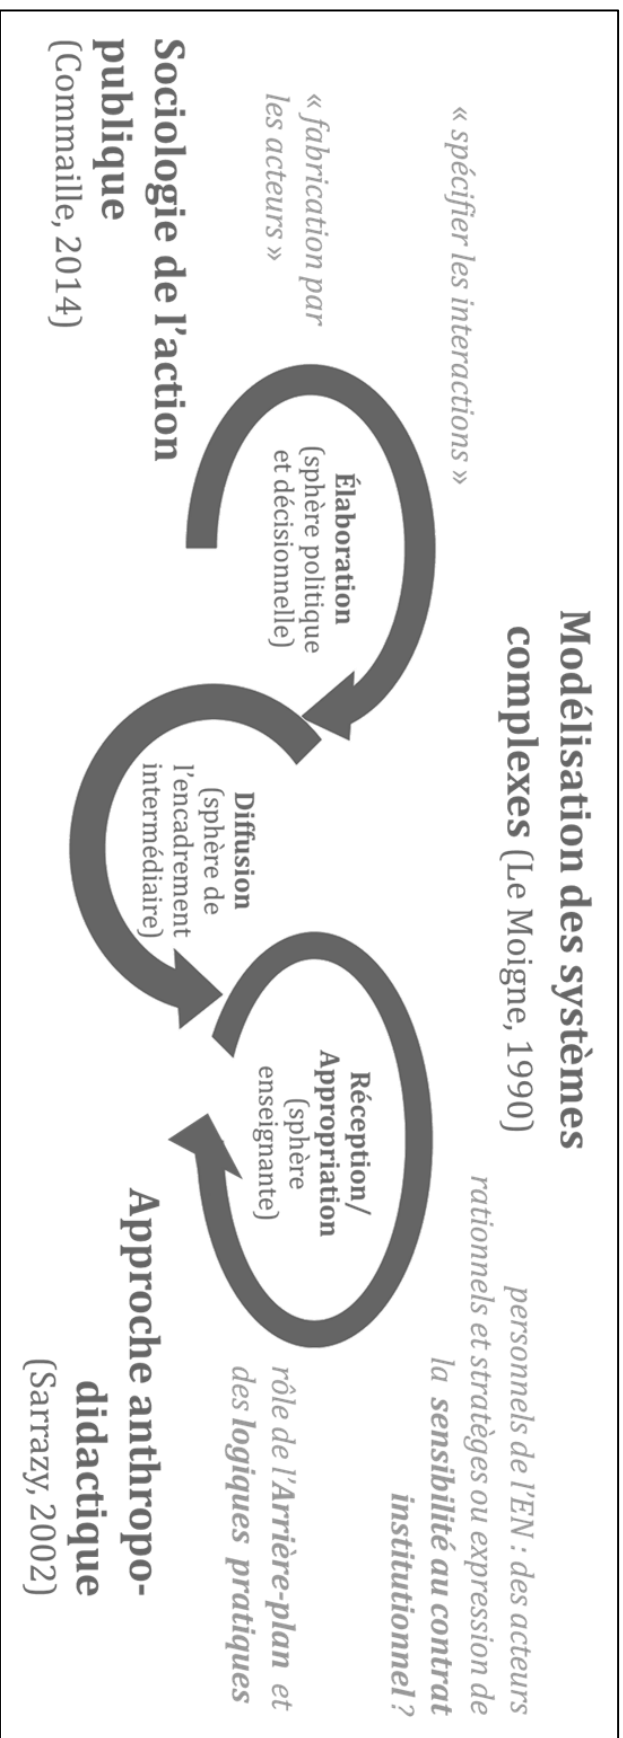 Modélisation des systèmes
complexes (Le Moigne, 1990)
« spécifier les interactions »
« fabrication par
les acteurs »
Sociologie de l'action
publique
(Commaille, 2014)
Élaboration
(sphère politique
et décisionnelle)
Diffusion
(sphère de
l'encadrement
intermédiaire)
Réception/
Appropriation
(sphère
enseignante)
personnels de l'EN : des acteurs
rationnels et stratèges ou expression de
la sensibilité au contrat
institutionnel ?
rôle de l'Arrière-plan et
des logiques pratiques
Approche anthropo-
didactique
(Sarrazy, 2002)